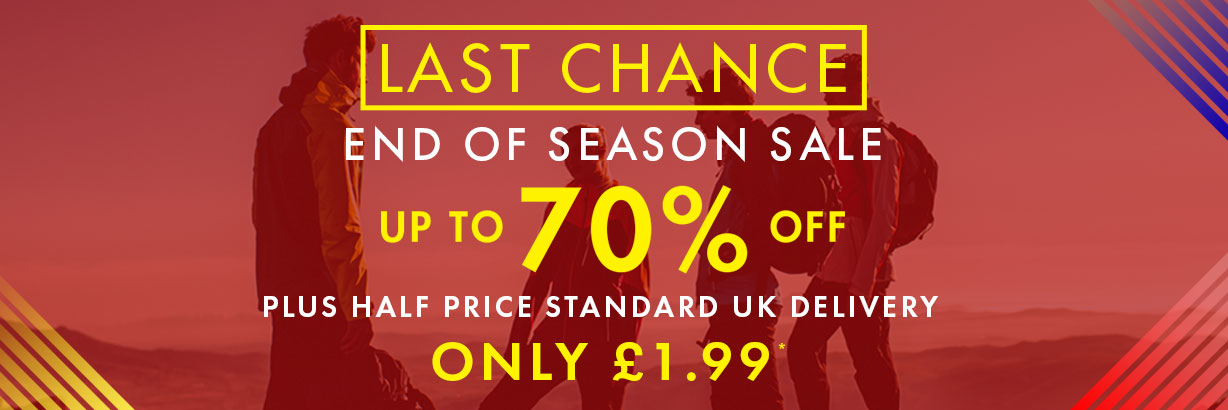 LAST CHANCE
END OF SEASON SALE
UP TO 70% OFF
PLUS HALF PRICE STANDARD UK DELIVERY
ONLY £1.99*